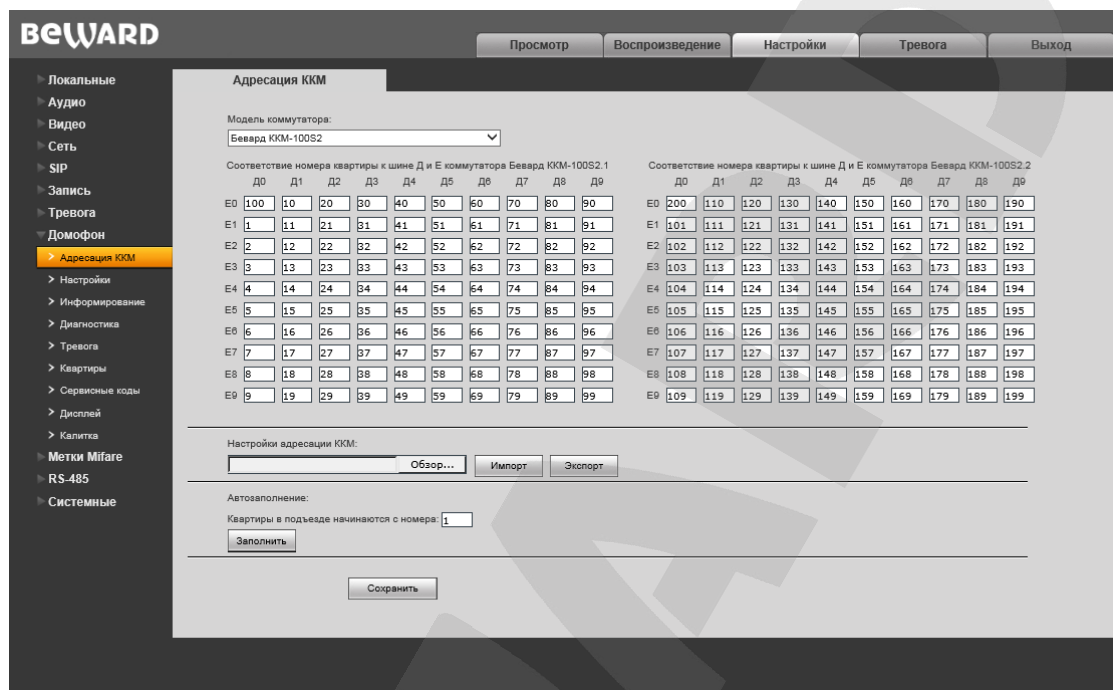 BEWARD
Просмотр Воспроизведение Настройки Тревога Выход
Локальные
Аудио
Видео
Сеть
SIP
Запись
Тревога
Домофон
Адресация ККМ
Настройки
Информирование
Диагностика
Тревога
Квартиры
Сервисные коды
Дисплей
Калитка
Метки Mifare
RS-485
Системные
Адресация ККМ
Модель коммутатора:
Бевард ККМ-100S2
Соответствие номера квартиры к шине Д и Е коммутатора Бевард ККМ-100S2.1
Д0 Д1 Д2 Д3 Д4 Д5 Д6 Д7 Д8 Д9
E0 100 10 20 30 40 50 60 70 80 90
E1 1 11 21 31 41 51 61 71 81 91
E2 2 12 22 32 42 52 62 72 82 92
E3 3 13 23 33 43 53 63 73 83 93
E4 4 14 24 34 44 54 64 74 84 94
E5 5 15 25 35 45 55 65 75 85 95
E6 6 16 26 36 46 56 66 76 86 96
E7 7 17 27 37 47 57 67 77 87 97
E8 8 18 28 38 48 58 68 78 88 98
E9 9 19 29 39 49 59 69 79 89 99
Соответствие номера квартиры к шине Д и Е коммутатора Бевард ККМ-100S2.2
Д0 Д1 Д2 Д3 Д4 Д5 Д6 Д7 Д8 Д9
E0 200 110 120 130 140 150 160 170 180 190
E1 101 111 121 131 141 151 161 171 181 191
E2 102 112 122 132 142 152 162 172 182 192
E3 103 113 123 133 143 153 163 173 183 193
E4 104 114 124 134 144 154 164 174 184 194
E5 105 115 125 135 145 155 165 175 185 195
E6 106 116 126 136 146 156 166 176 186 196
E7 107 117 127 137 147 157 167 177 187 197
E8 108 118 128 138 148 158 168 178 188 198
E9 109 119 129 139 149 159 169 179 189 199
Настройки адресации ККМ:
Обзор... Импорт Экспорт
Автозаполнение:
Квартиры в подъезде начинаются с номера: 1
Заполнить
Сохранить